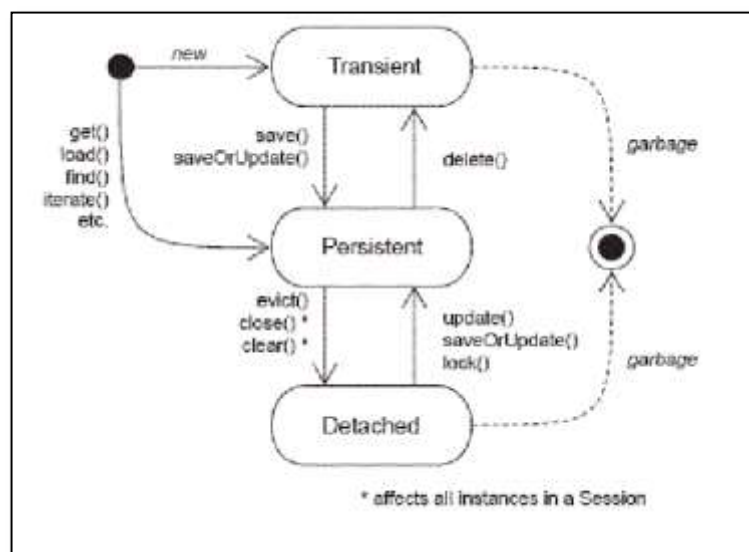 new
Transient
get()
load()
find()
iterate()
etc.
save()
saveOrUpdate()
delete()
garbage
Persistent
evict()
close() *
clear() *
update()
saveOrUpdate()
lock()
garbage
Detached
* affects all instances in a Session